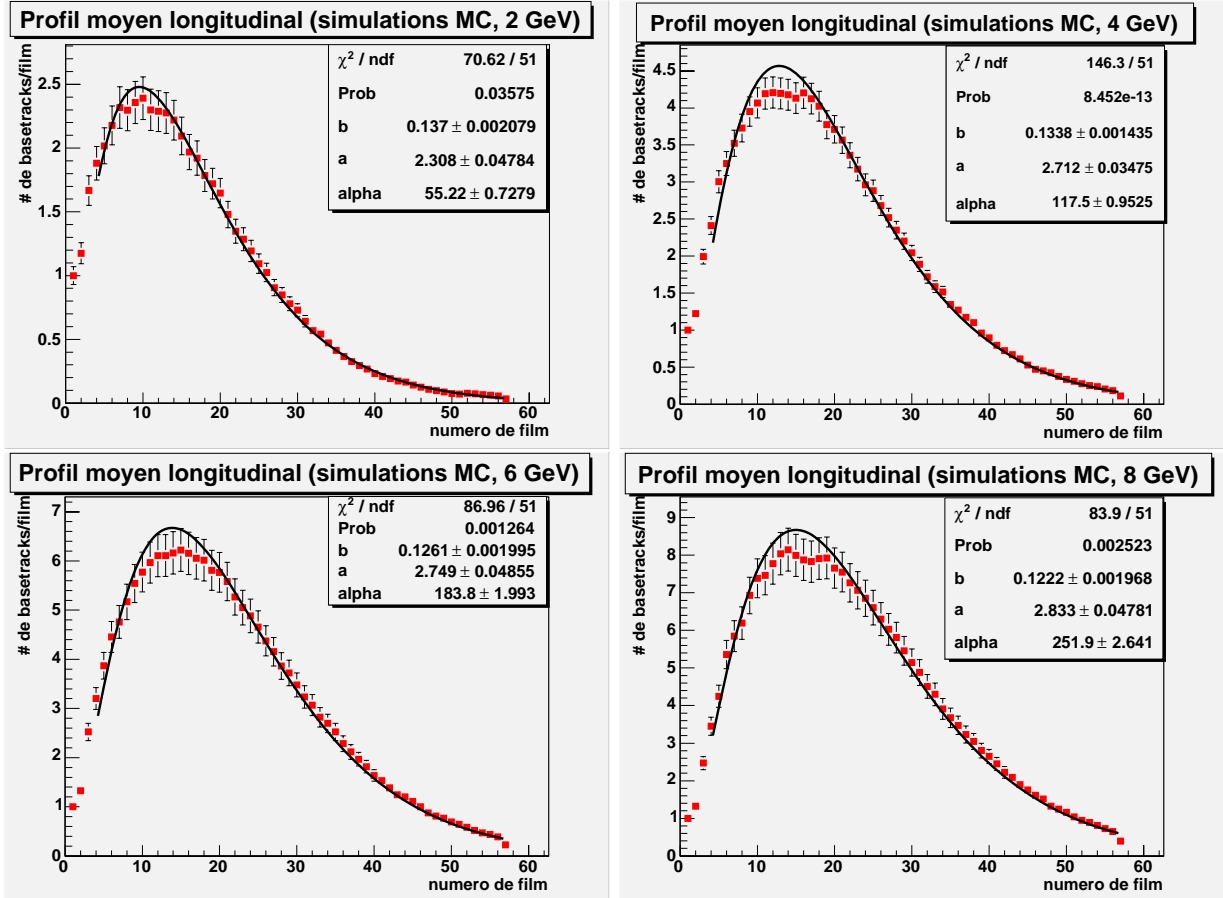 Profil moyen longitudinal (simulations MC, 2 GeV)
# de basetracks/film
χ² / ndf 70.62 / 51
Prob 0.03575
b 0.137 ± 0.002079
a 2.308 ± 0.04784
alpha 55.22 ± 0.7279
2.5
2
1.5
1
0.5
0
0 10 20 30 40 50 60
numero de film
Profil moyen longitudinal (simulations MC, 4 GeV)
# de basetracks/film
χ² / ndf 146.3 / 51
Prob 8.452e-13
b 0.1338 ± 0.001435
a 2.712 ± 0.03475
alpha 117.5 ± 0.9525
4.5
4
3.5
3
2.5
2
1.5
1
0.5
0
0 10 20 30 40 50 60
numero de film
Profil moyen longitudinal (simulations MC, 6 GeV)
# de basetracks/film
χ² / ndf 86.96 / 51
Prob 0.001264
b 0.1261 ± 0.001995
a 2.749 ± 0.04855
alpha 183.8 ± 1.993
7
6
5
4
3
2
1
0
0 10 20 30 40 50 60
numero de film
Profil moyen longitudinal (simulations MC, 8 GeV)
# de basetracks/film
χ² / ndf 83.9 / 51
Prob 0.002523
b 0.1222 ± 0.001968
a 2.833 ± 0.04781
alpha 251.9 ± 2.641
9
8
7
6
5
4
3
2
1
0
0 10 20 30 40 50 60
numero de film